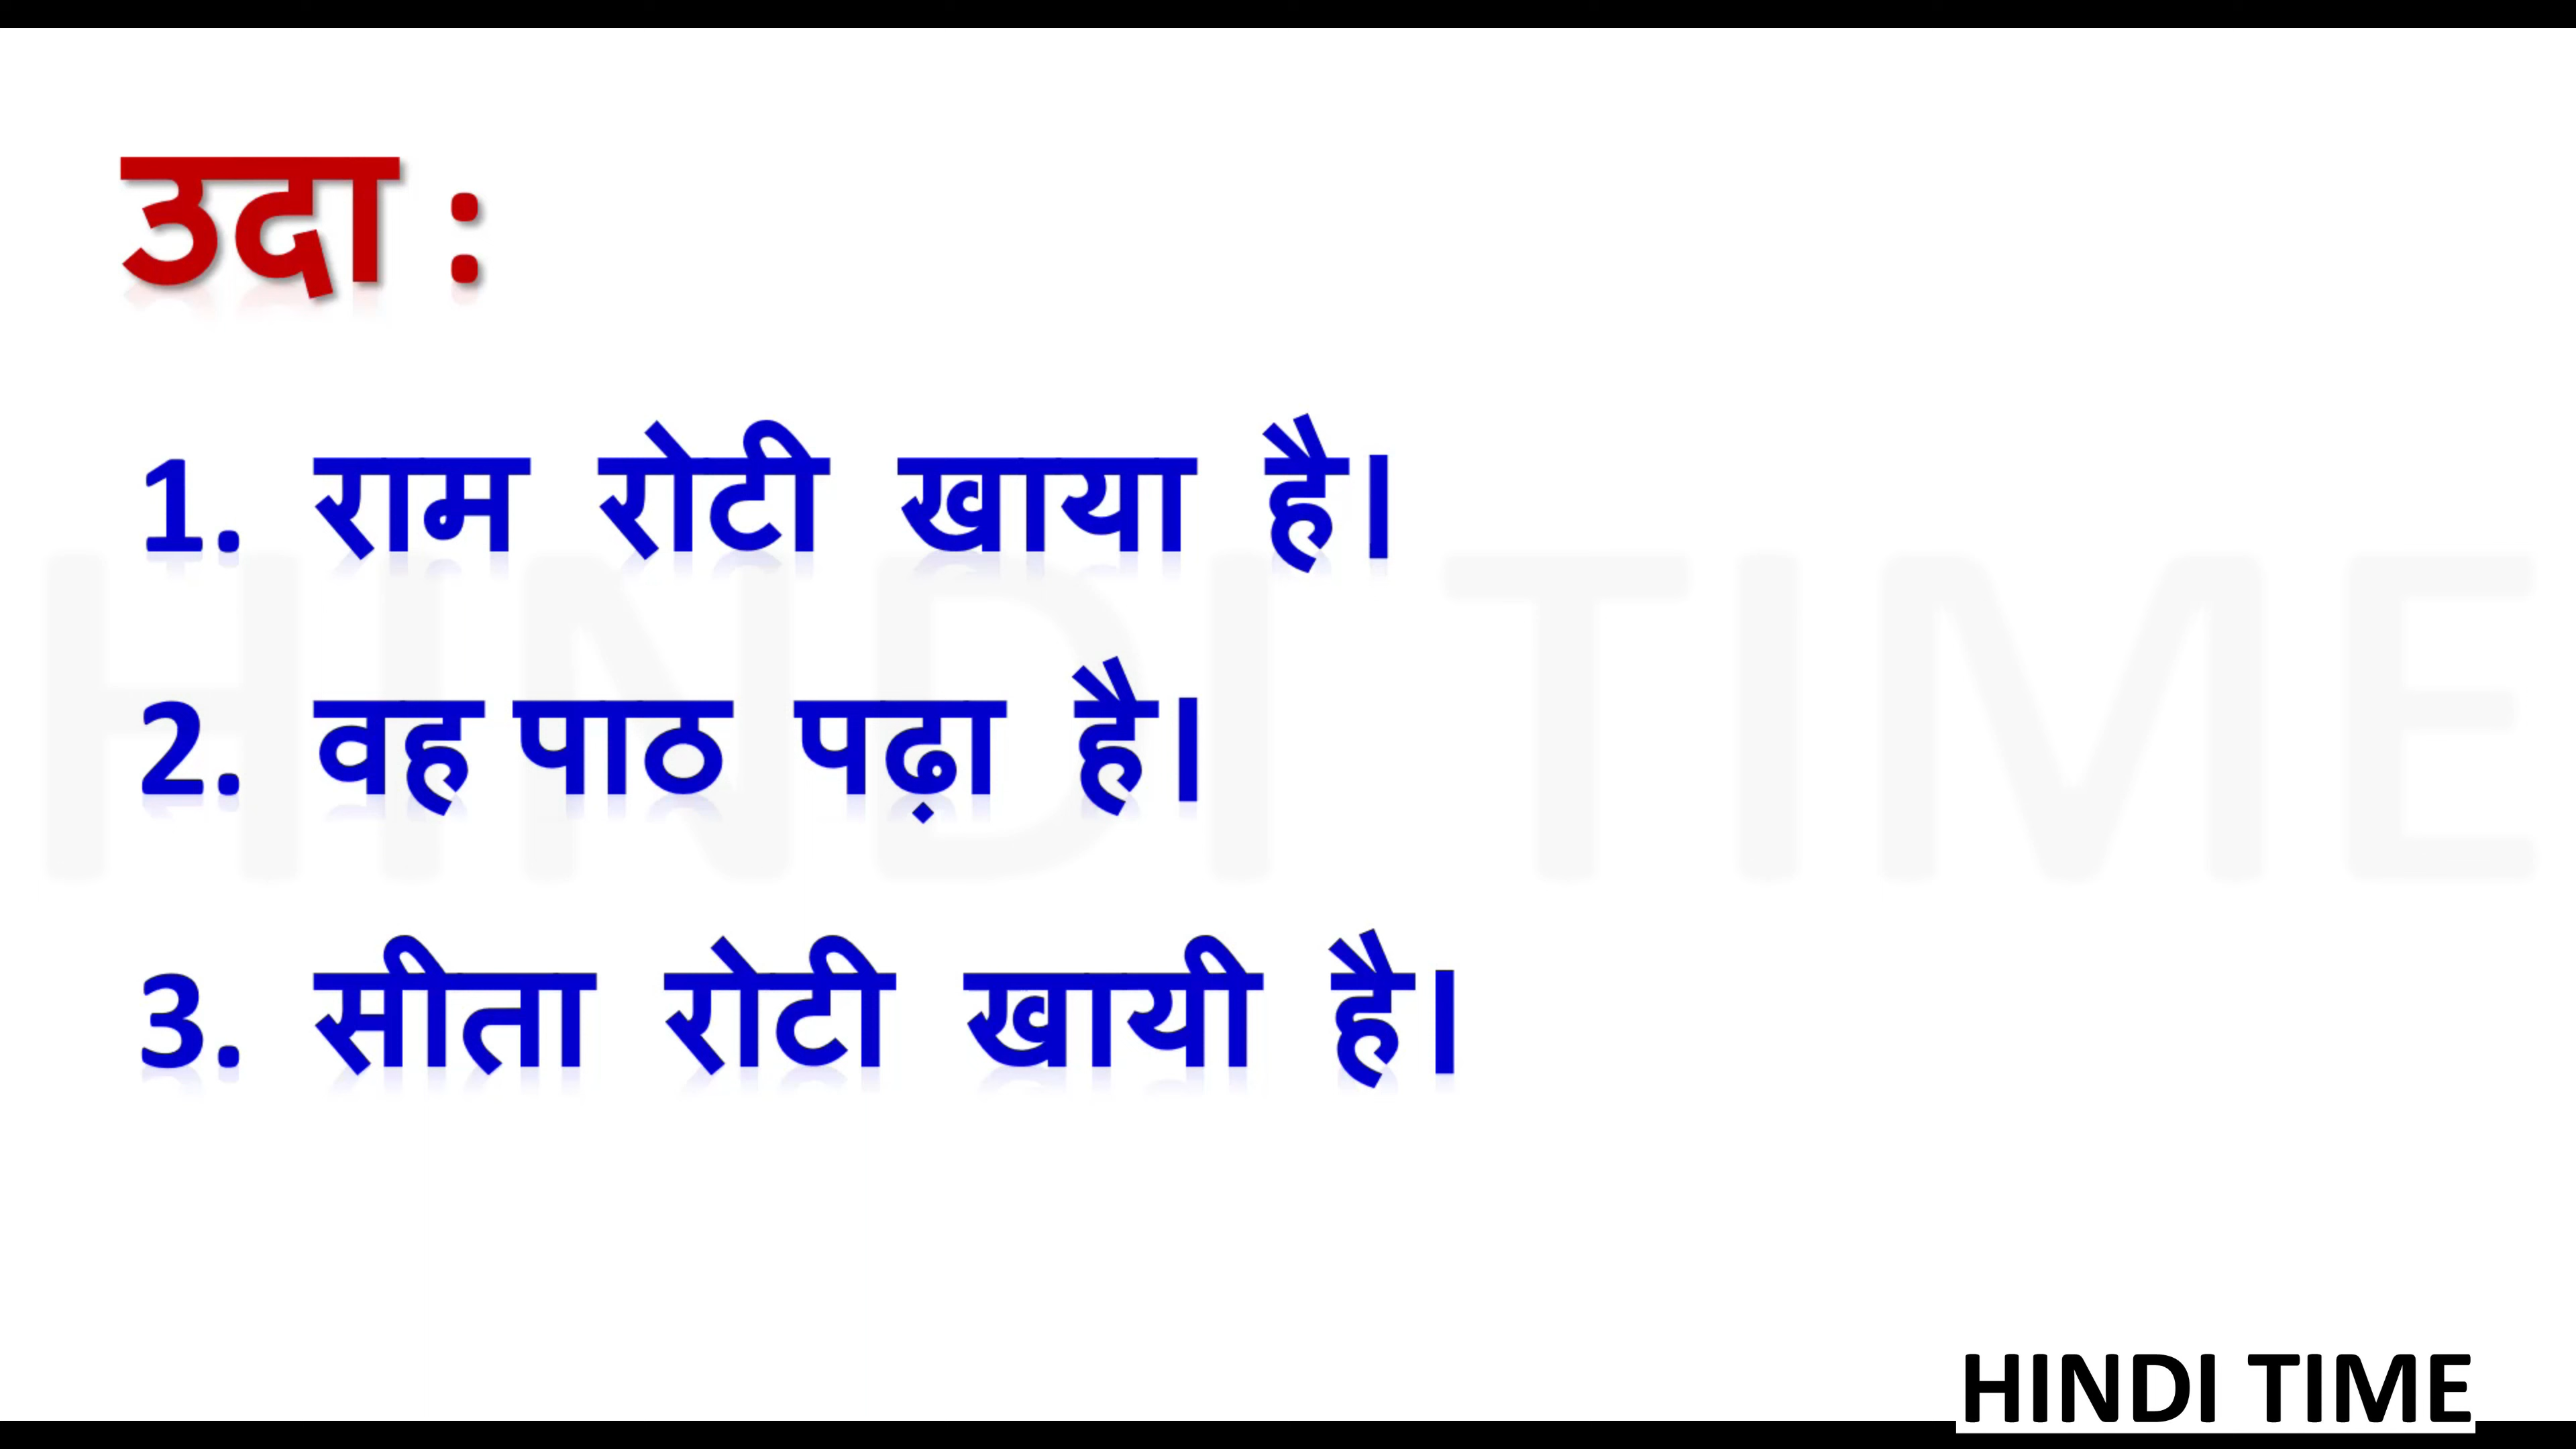 उदा :
1. राम रोटी खाया है।
2. वह पाठ पढ़ा है।
3. सीता रोटी खायी है।
HINDI TIME
HINDI TIME